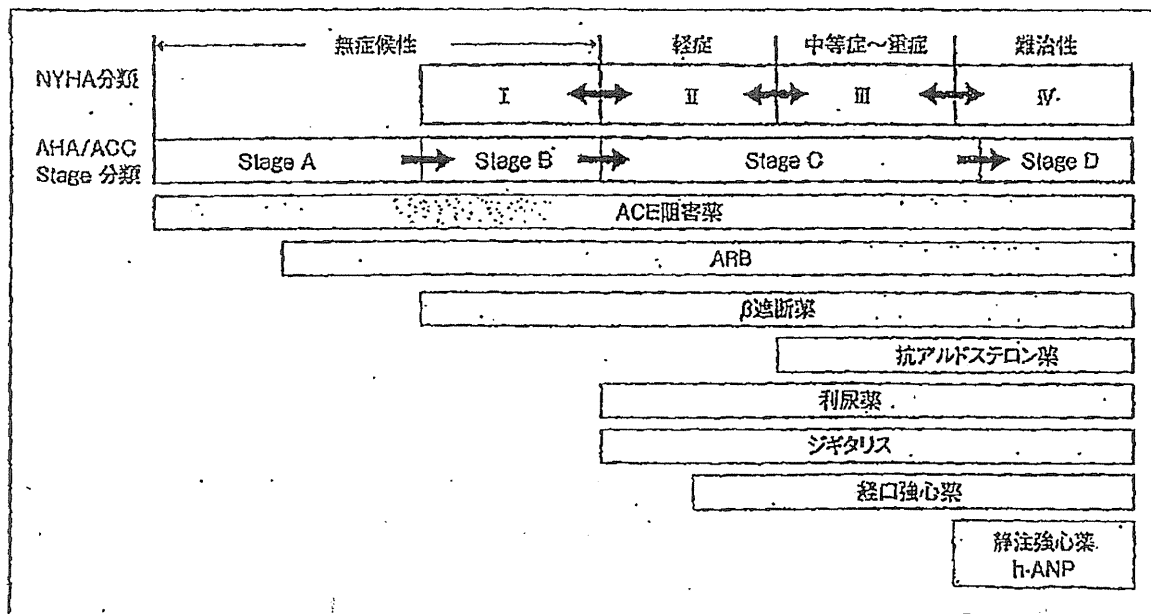 無症候性 軽症 中等症~重症 難治性
NYHA分類 I II III IV
AHA/ACC
Stage 分類
Stage A Stage B Stage C Stage D
ACE阻害薬
ARB
β遮断薬
抗アルドステロン薬
利尿薬
ジギタリス
経口強心薬
静注強心薬
h-ANP